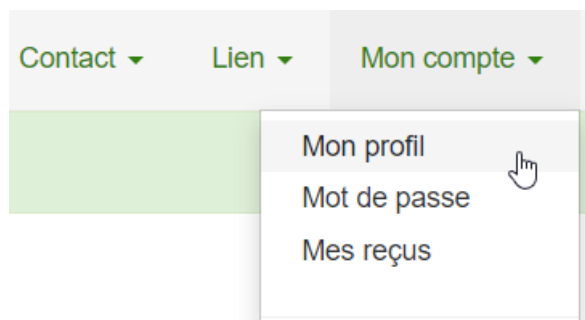 Contact Lien Mon compte
Mon profil
Mot de passe
Mes reçus